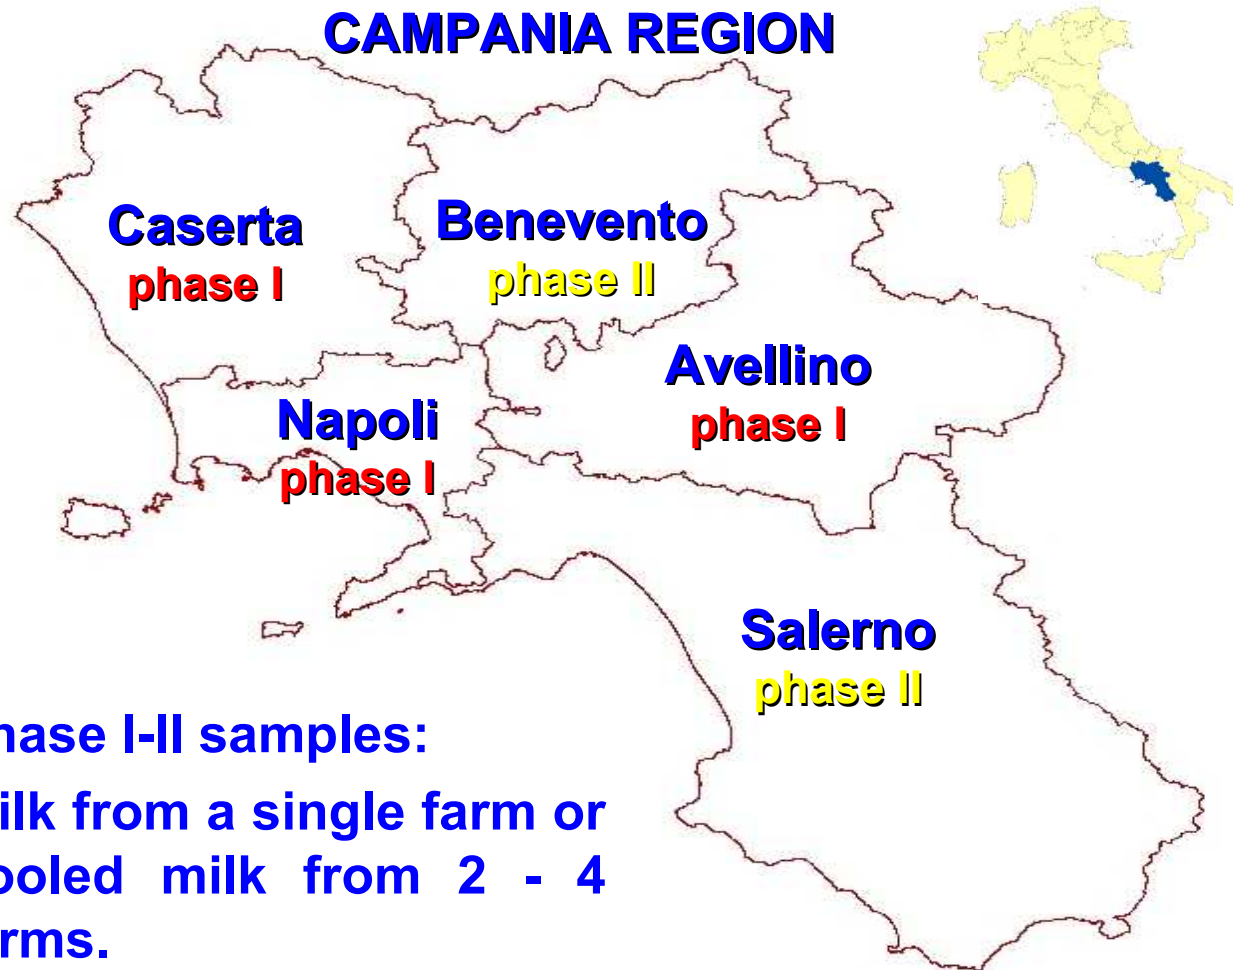 CAMPANIA REGION
Caserta
phase I
Benevento
phase II
Avellino
phase I
Napoli
phase I
Salerno
phase II
hase I-II samples:
ilk from a single farm or
ooled milk from 2 - 4
rms.